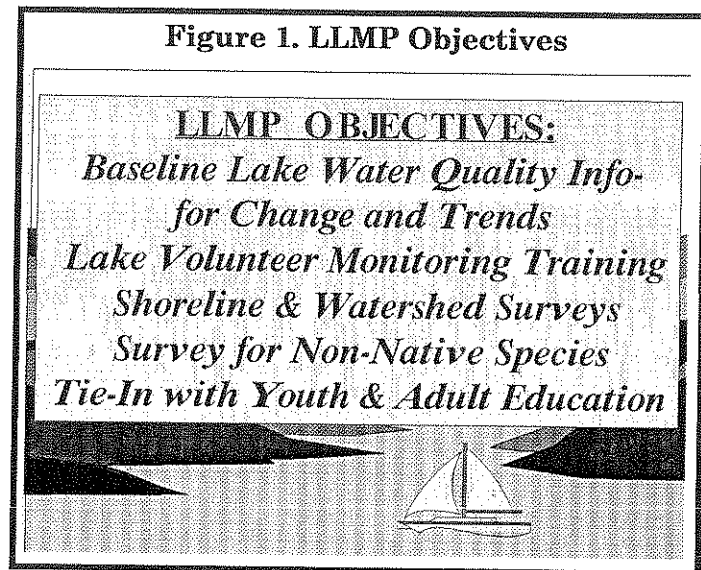 Figure 1. LLMP Objectives
LLMP OBJECTIVES:
Baseline Lake Water Quality Info-
for Change and Trends
Lake Volunteer Monitoring Training
Shoreline & Watershed Surveys
Survey for Non-Native Species
Tie-In with Youth & Adult Education